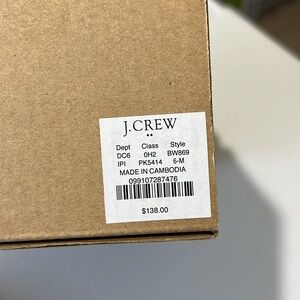 J.CREW
Dept Class Style
DC6 0H2 BW869
IPI PK5414 6-M
MADE IN CAMBODIA
099107287476
$138.00